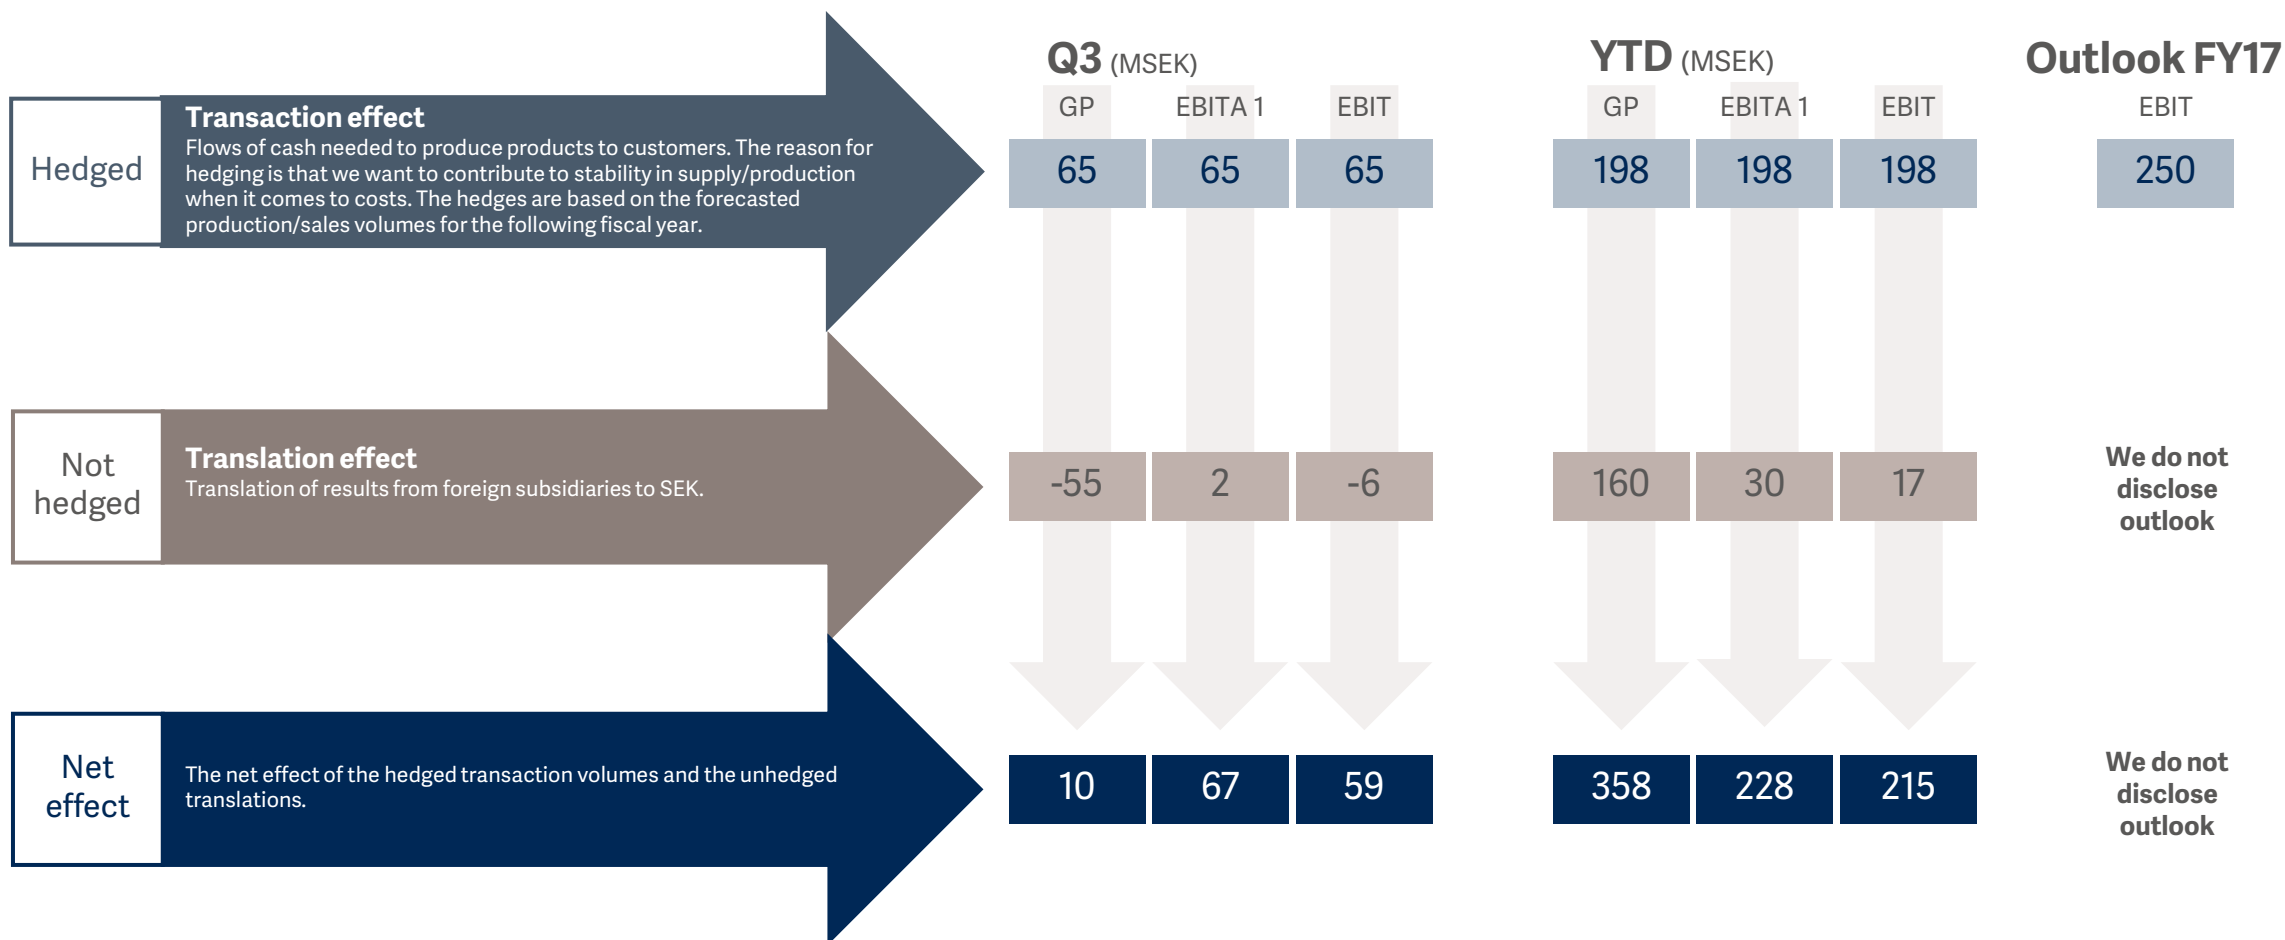 Q3 (MSEK)
YTD (MSEK)
Outlook FY17
GP
EBITA 1
EBIT
GP
EBITA 1
EBIT
EBIT
Hedged
Transaction effect
Flows of cash needed to produce products to customers. The reason for
hedging is that we want to contribute to stability in supply/production
when it comes to costs. The hedges are based on the forecasted
production/sales volumes for the following fiscal year.
65
65
65
198
198
198
250
Not
hedged
Translation effect
Translation of results from foreign subsidiaries to SEK.
-55
2
-6
160
30
17
We do not
disclose
outlook
Net
effect
The net effect of the hedged transaction volumes and the unhedged
translations.
10
67
59
358
228
215
We do not
disclose
outlook